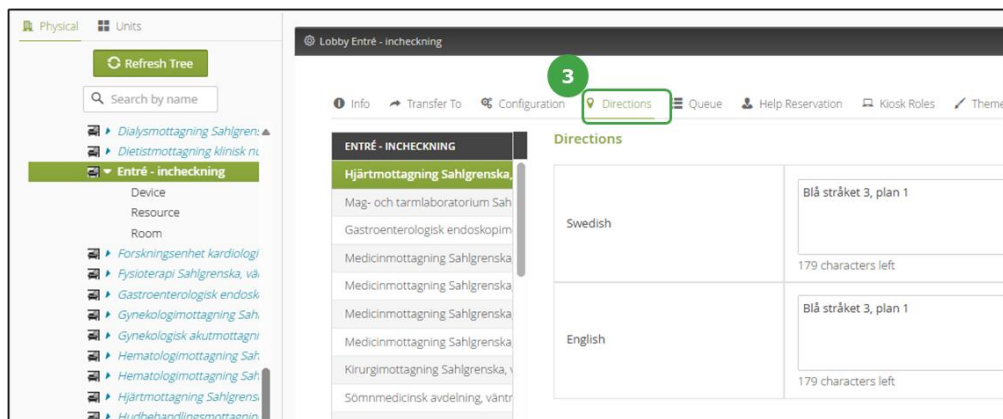 Physical
Units
Refresh Tree
Search by name
Dialysmottagning Sahlgren:
Dietistmottagning klinisk nu
Entré - incheckning
Device
Resource
Room
Forskningsenhet kardiologi
Fysioterapi Sahlgrenska, vä
Gastroenterologisk endosk
Gynekologimottagning Sah
Gynekologisk akutmottagni
Hematologimottagning Sah
Hematologimottagning Sah
Hjärtmottagning Sahlgrens
Hudbehandlingsmottagnin
Lobby Entré - incheckning
3
Info
Transfer To
Configuration
Directions
Queue
Help Reservation
Kiosk Roles
Theme
ENTRÉ - INCHECKNING
Hjärtmottagning Sahlgrenska,
Mag- och tarmlaboratorium Sah
Gastroenterologisk endoskopim
Medicinmottagning Sahlgrenska
Medicinmottagning Sahlgrenska
Medicinmottagning Sahlgrenska
Medicinmottagning Sahlgrenska
Kirurgimottagning Sahlgrenska, v
Sömnmedicinsk avdelning, väntr
Directions
Swedish
Blå stråket 3, plan 1
179 characters left
English
Blå stråket 3, plan 1
179 characters left